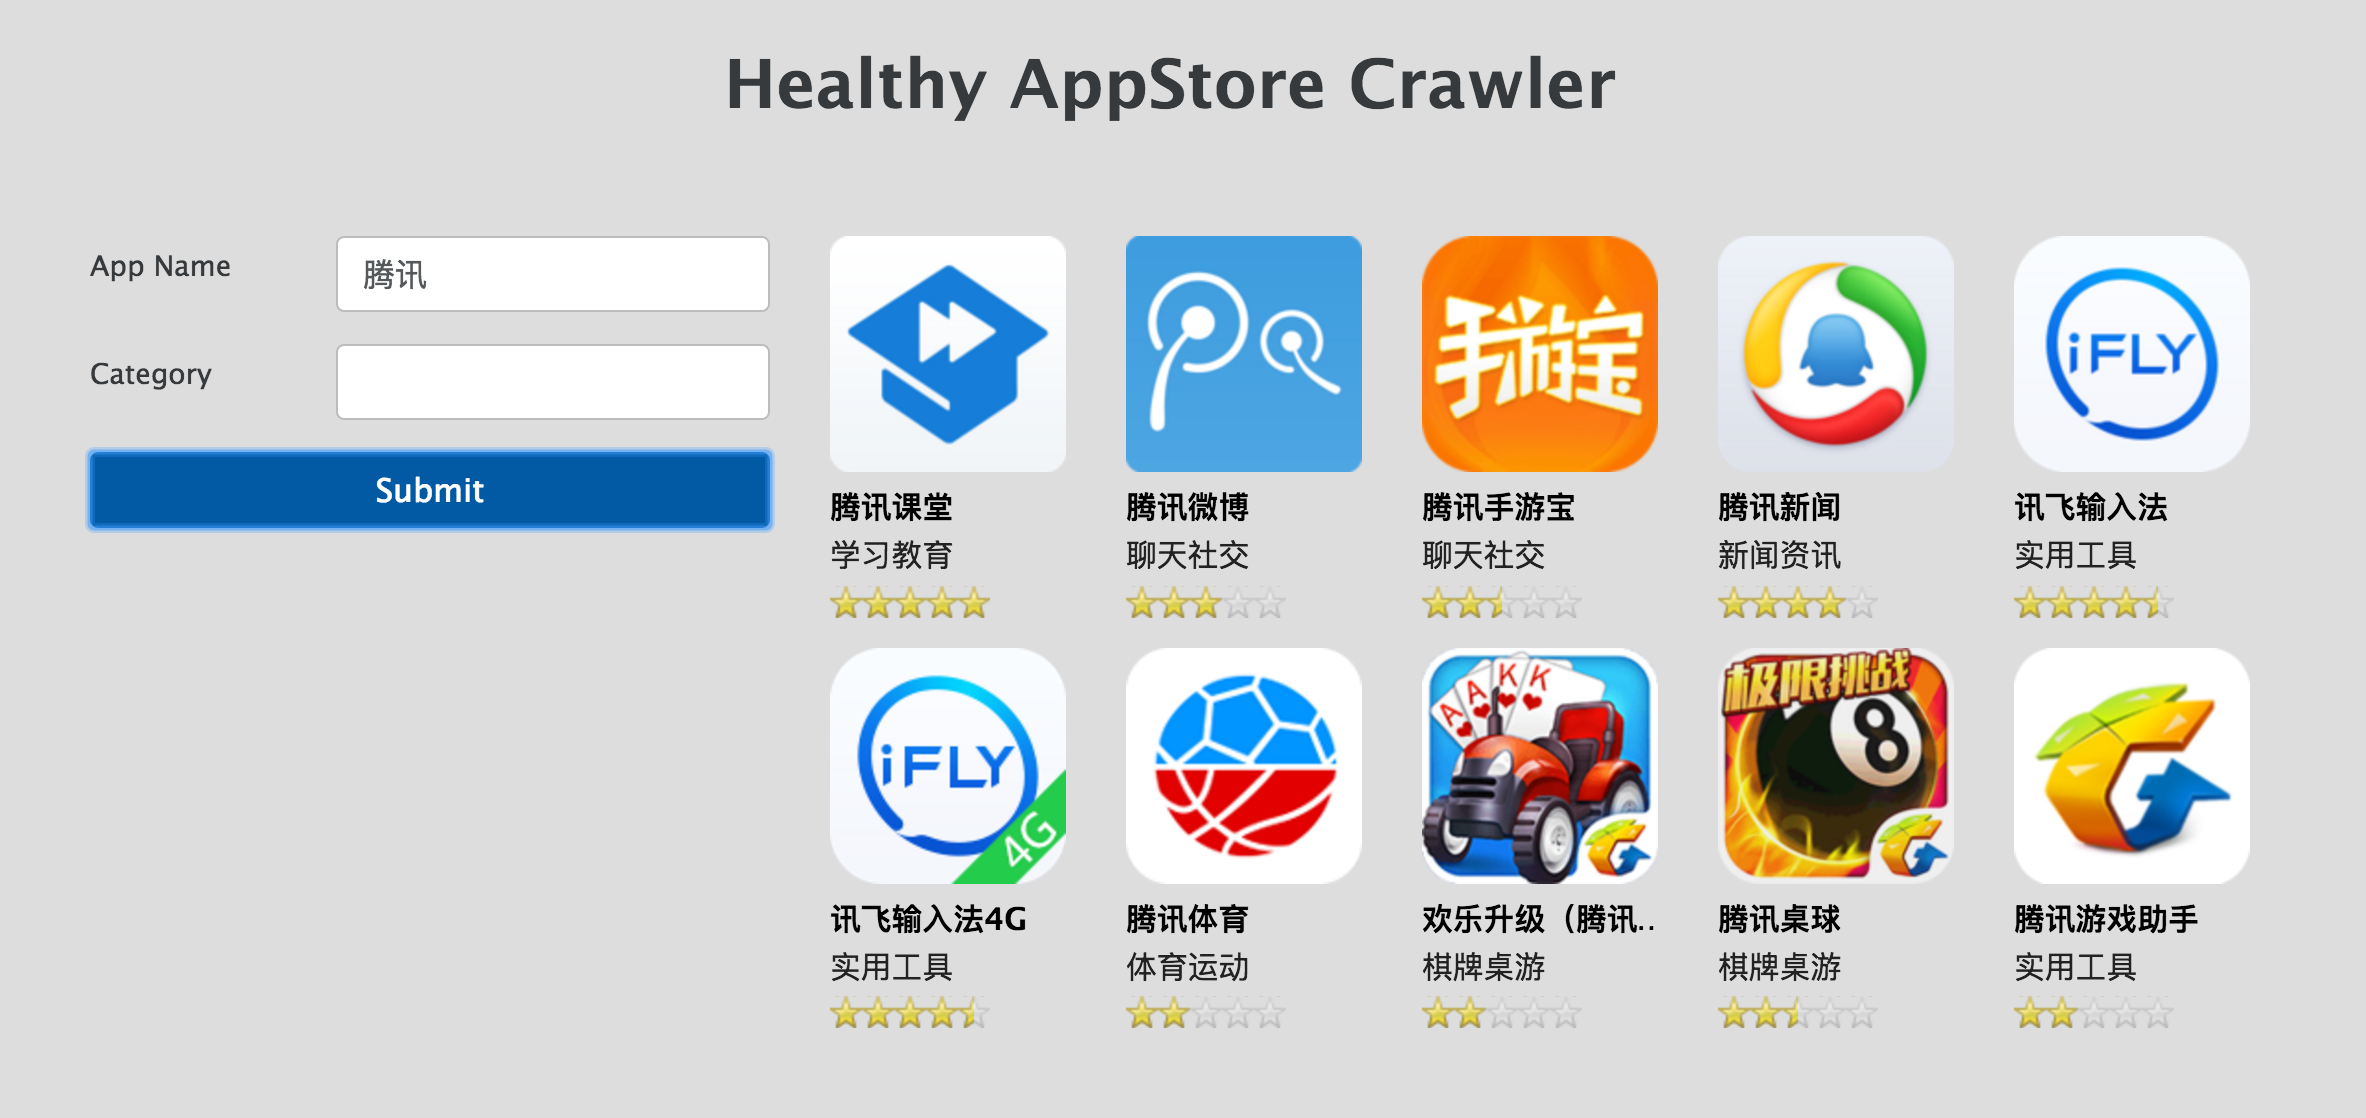 Healthy AppStore Crawler
App Name
腾讯
Category
Submit
手游宝
iFLY
腾讯课堂
腾讯微博
腾讯手游宝
腾讯新闻
讯飞输入法
学习教育
聊天社交
聊天社交
新闻资讯
实用工具
iFLY
4G
A
A
K
K
极限挑战
8
讯飞输入法4G
腾讯体育
欢乐升级（腾讯..
腾讯桌球
腾讯游戏助手
实用工具
体育运动
棋牌桌游
棋牌桌游
实用工具